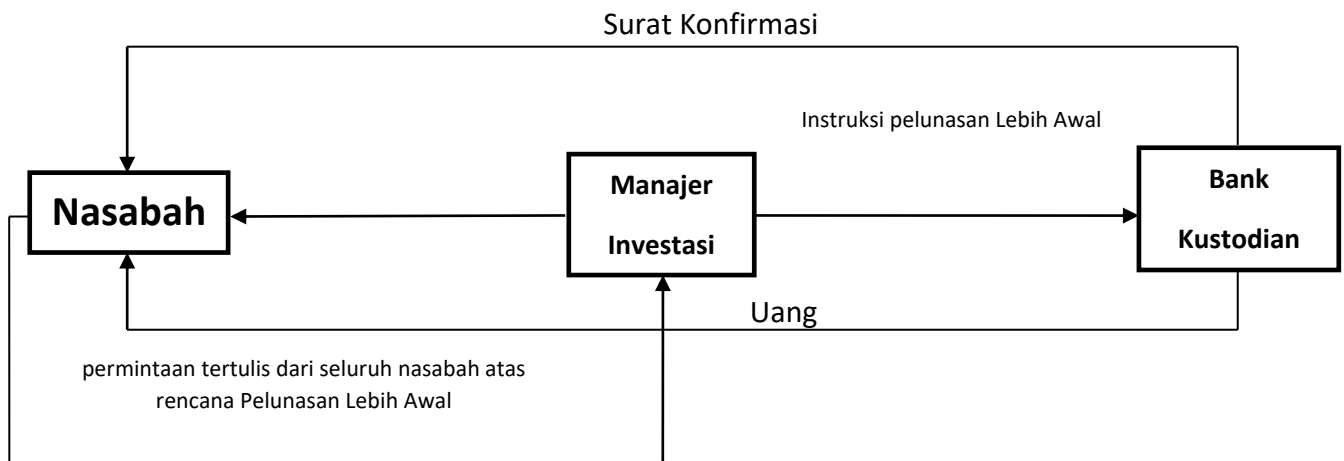 Surat Konfirmasi
Instruksi pelunasan Lebih Awal
Nasabah
Manajer
Investasi
Bank
Kustodian
Uang
permintaan tertulis dari seluruh nasabah atas
rencana Pelunasan Lebih Awal